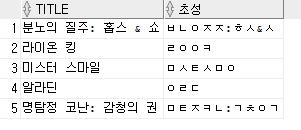 TITLE 초성
1 분노의 질주: 홉스 & 쇼 ㅂㄴㅇㅈㅈ:ㅎㅅ&ㅅ
2 라이온 킹 ㄹㅇㅇㅋ
3 미스터 스마일 ㅁㅅㅌㅅㅁㅇ
4 알라딘 ㅇㄹㄷ
5 명탐정 코난: 감청의 권 ㅁㅌㅈㅋㄴ:ㄱㅊㅇㄱ